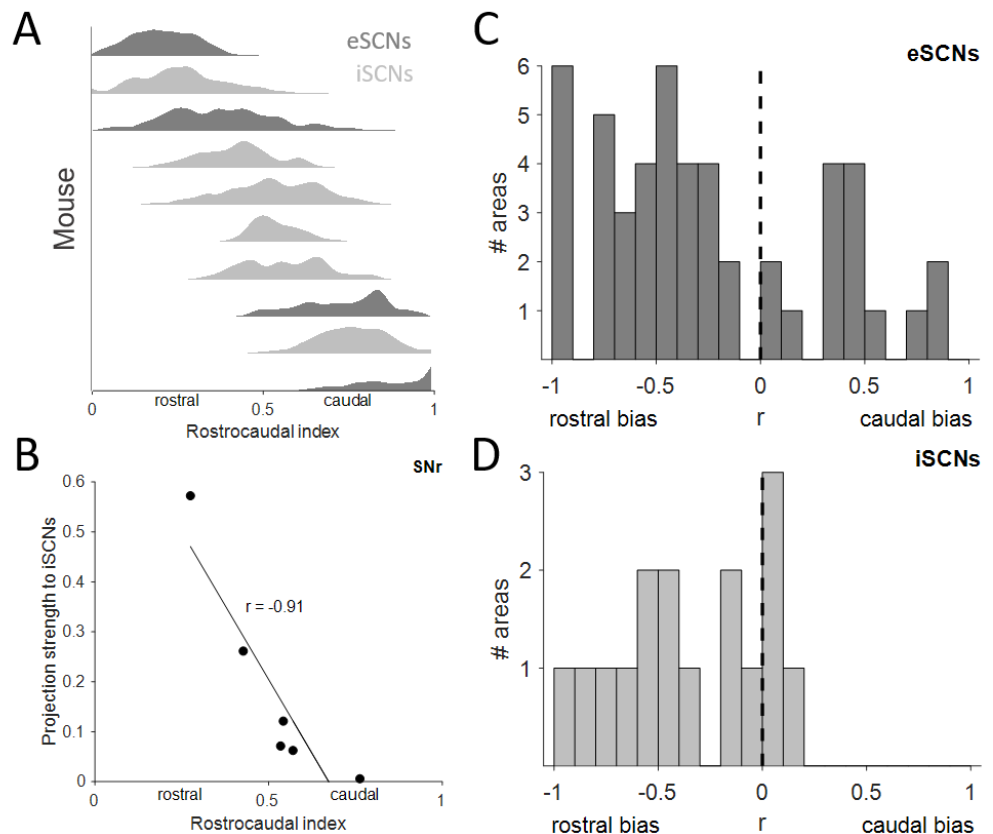 A
eSCNs
iSCNs
Mouse
0
0.5
1
rostral
caudal
Rostrocaudal index
B
SNr
Projection strength to iSCNs
0.6
0.5
0.4
0.3
0.2
0.1
0
r = -0.91
0
0.5
1
rostral
caudal
Rostrocaudal index
C
eSCNs
# areas
6
5
4
3
2
1
-1
-0.5
0
0.5
1
rostral bias
r
caudal bias
D
iSCNs
# areas
3
2
1
-1
-0.5
0
0.5
1
rostral bias
r
caudal bias